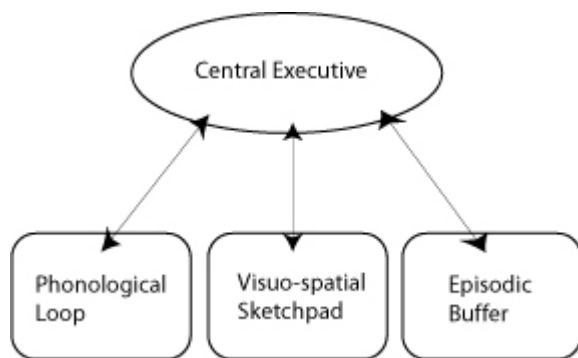 Central Executive
Phonological
Loop
Visuo-spatial
Sketchpad
Episodic
Buffer